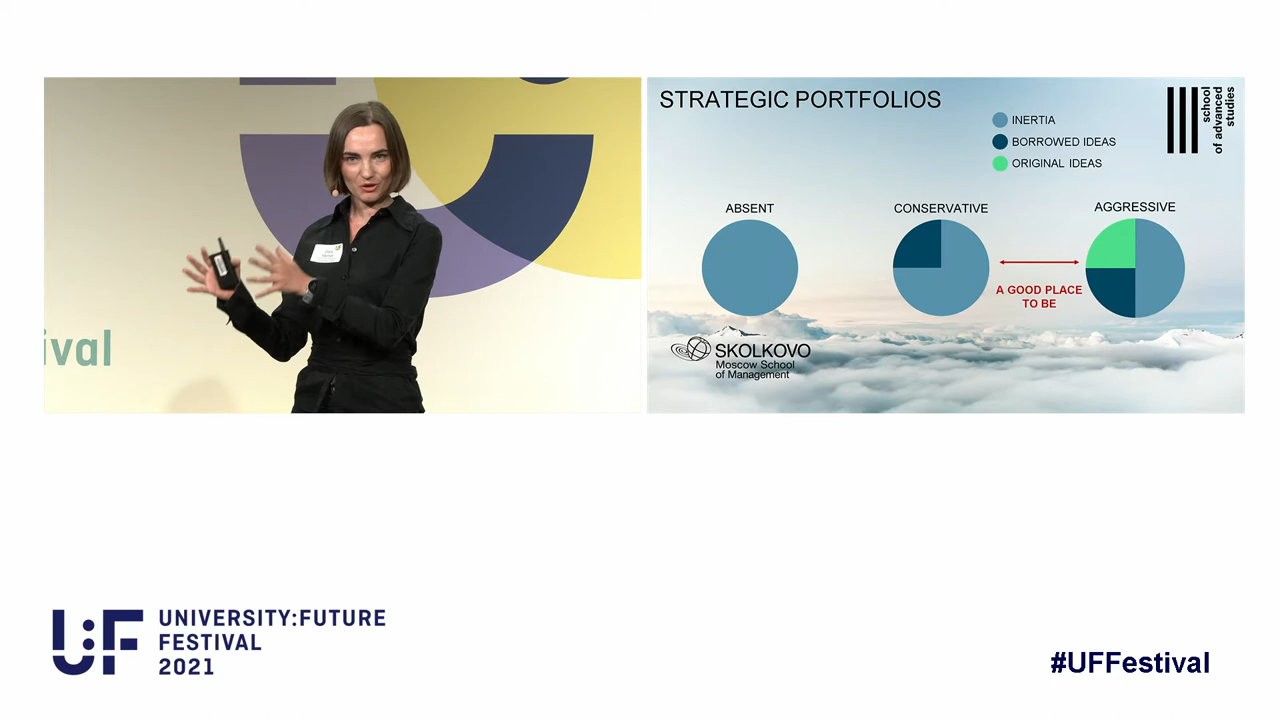 ival
STRATEGIC PORTFOLIOS
INERTIA
BORROWED IDEAS
ORIGINAL IDEAS
school
of advanced
studies
ABSENT
CONSERVATIVE
AGGRESSIVE
A GOOD PLACE
TO BE
SKOLKOVO
Moscow School
of Management
U:F
UNIVERSITY:FUTURE
FESTIVAL
2021
#UFFestival